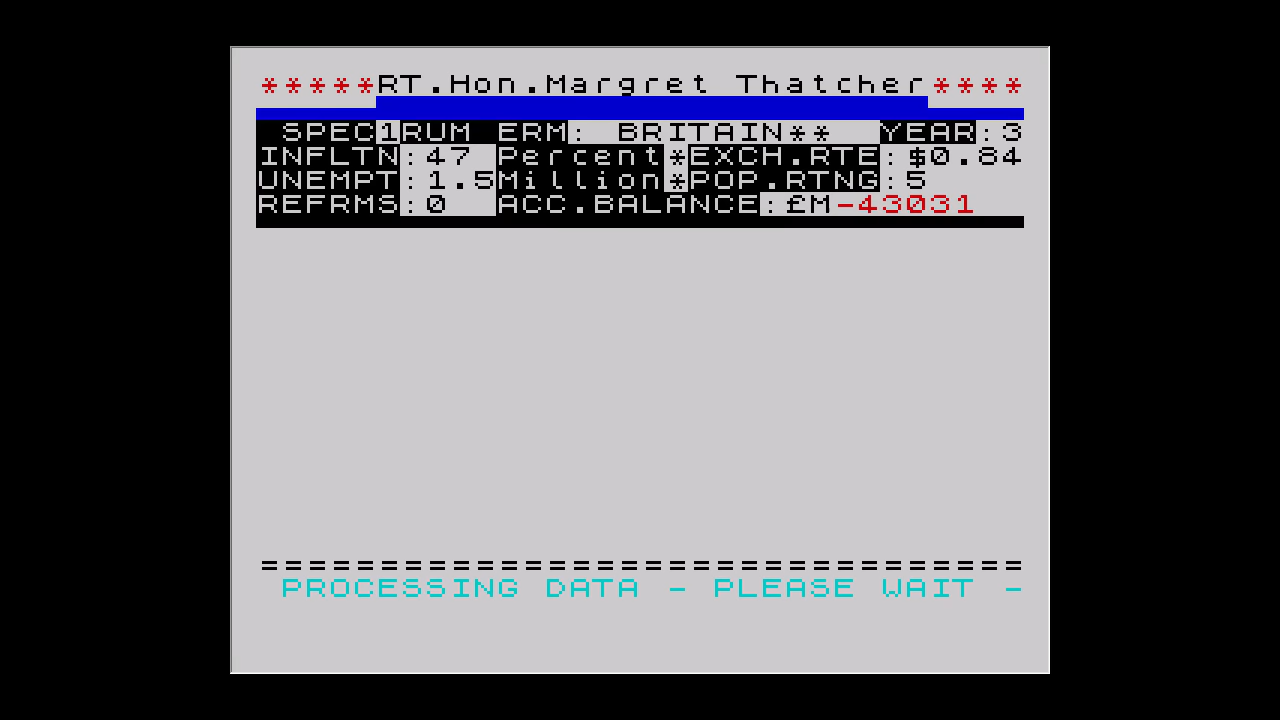 *****RT.Hon.Margret Thatcher****
SPEC1RUM ERM: BRITAIN** YEAR:3
INFLTN:47 Percent*EXCH.RTE:$0.84
UNEMPT:1.5Million*POP.RTNG:5
REFRMS:0 ACC.BALANCE:£M-43031
================================
PROCESSING DATA - PLEASE WAIT -